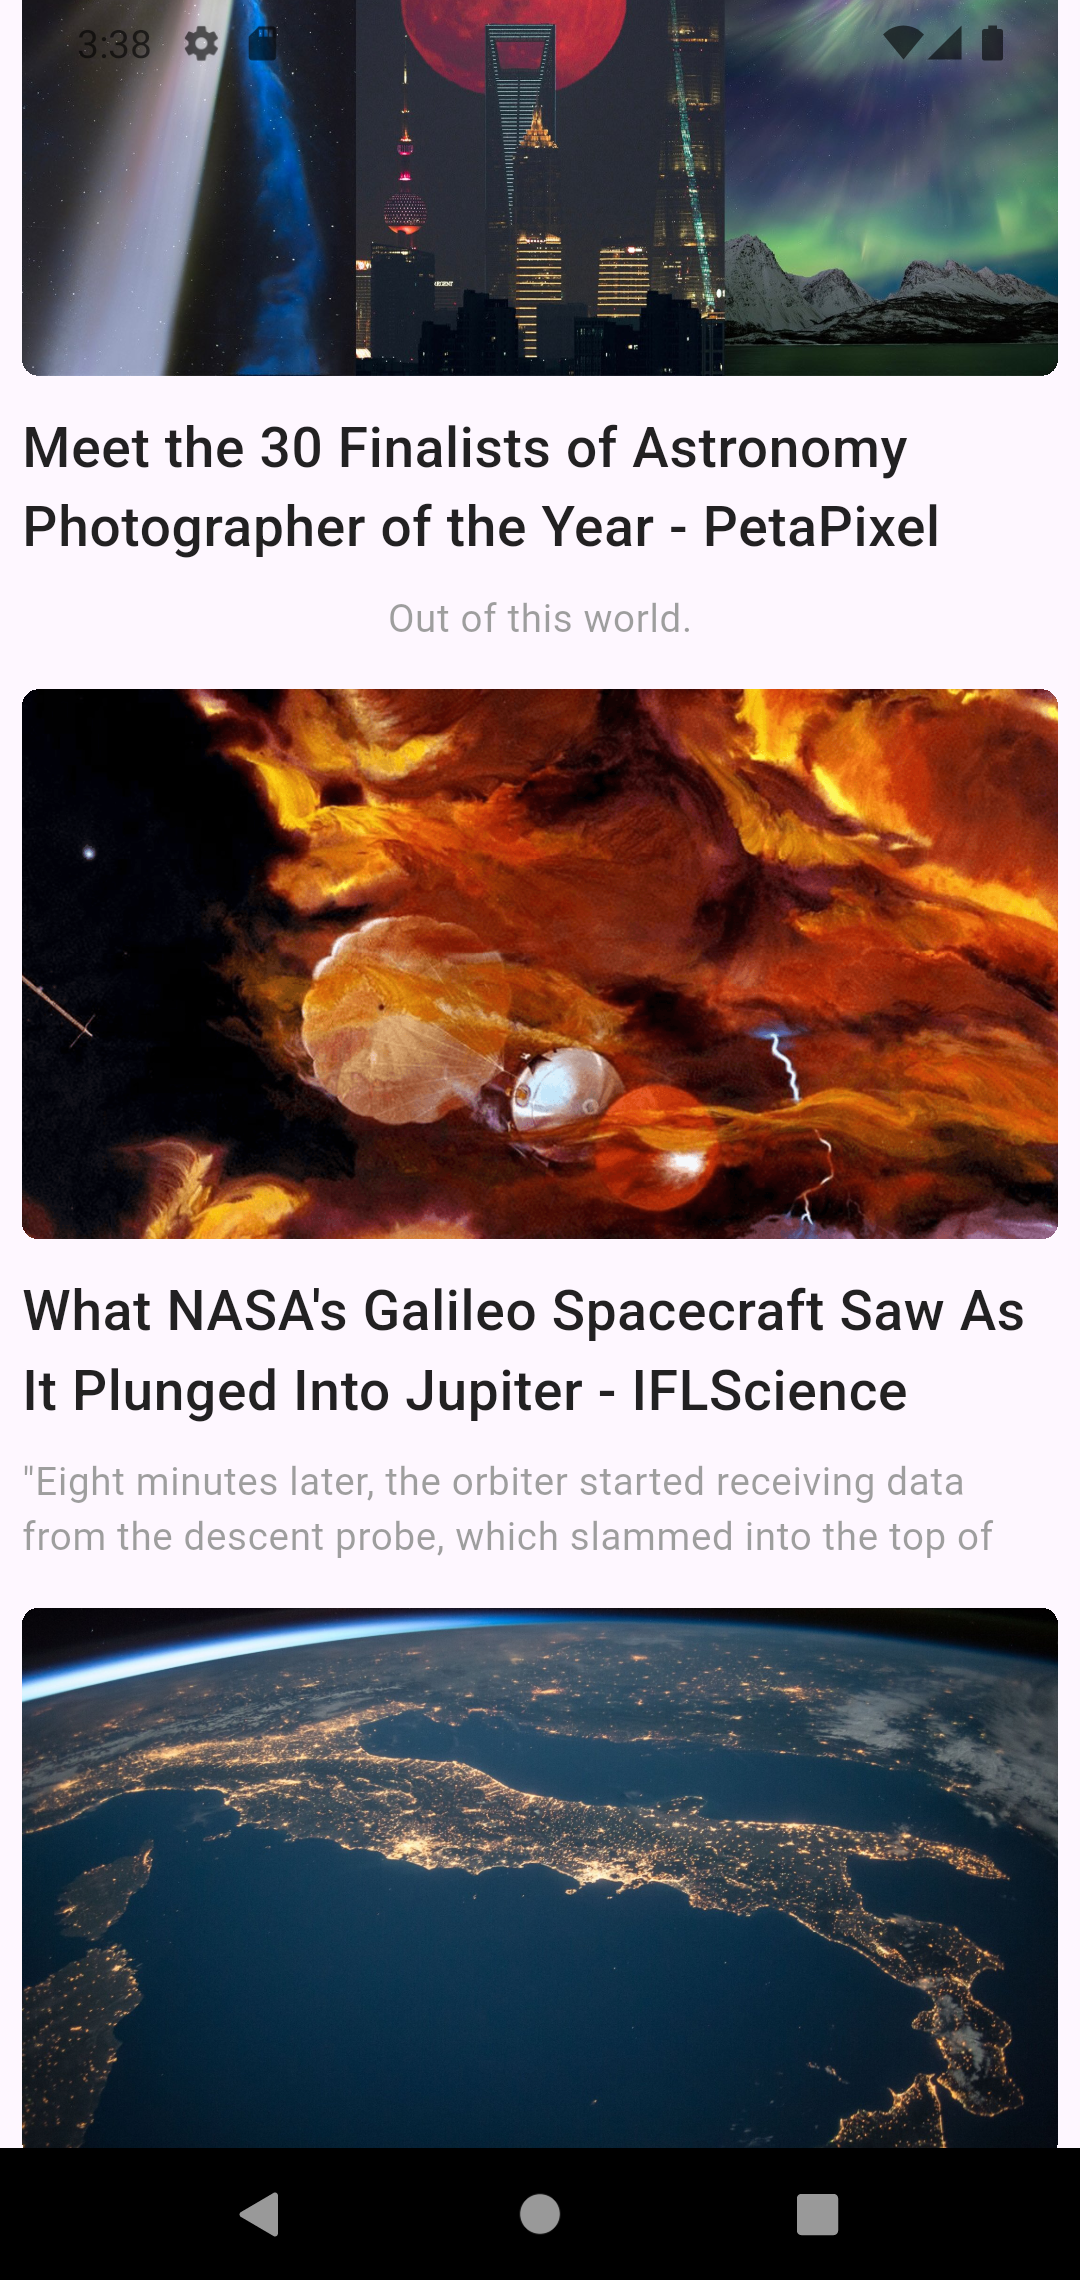 3:38
Meet the 30 Finalists of Astronomy
Photographer of the Year - PetaPixel
Out of this world.
What NASA's Galileo Spacecraft Saw As
It Plunged Into Jupiter - IFLScience
"Eight minutes later, the orbiter started receiving data
from the descent probe, which slammed into the top of